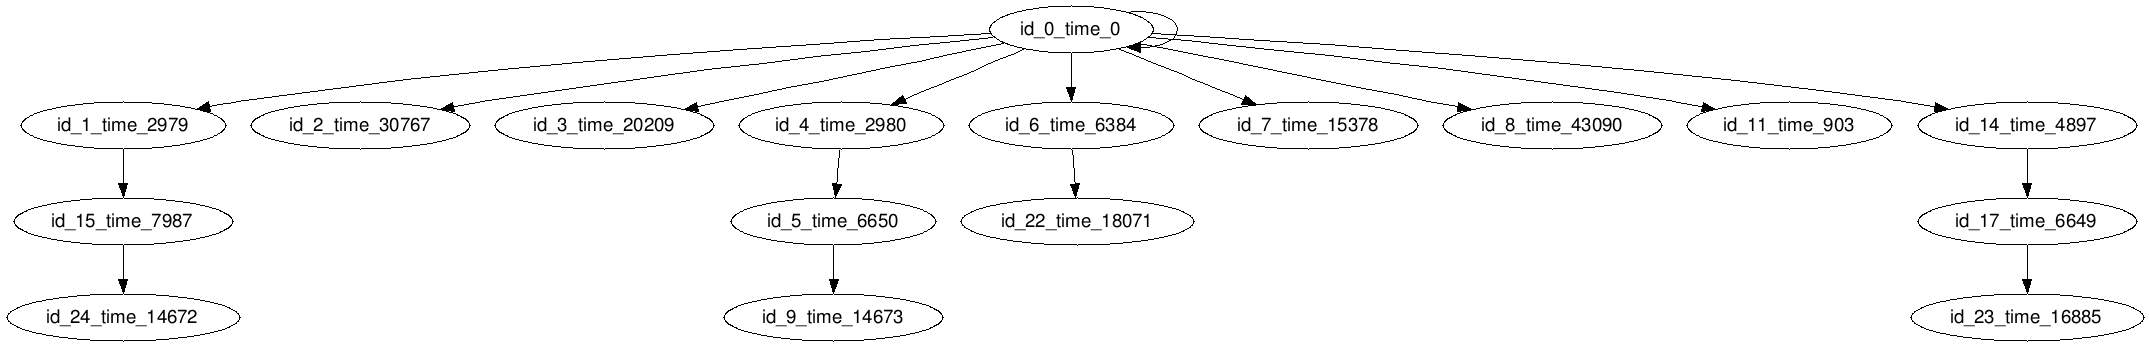 id_0_time_0
id_1_time_2979
id_2_time_30767
id_3_time_20209
id_4_time_2980
id_6_time_6384
id_7_time_15378
id_8_time_43090
id_11_time_903
id_14_time_4897
id_15_time_7987
id_5_time_6650
id_22_time_18071
id_17_time_6649
id_24_time_14672
id_9_time_14673
id_23_time_16885